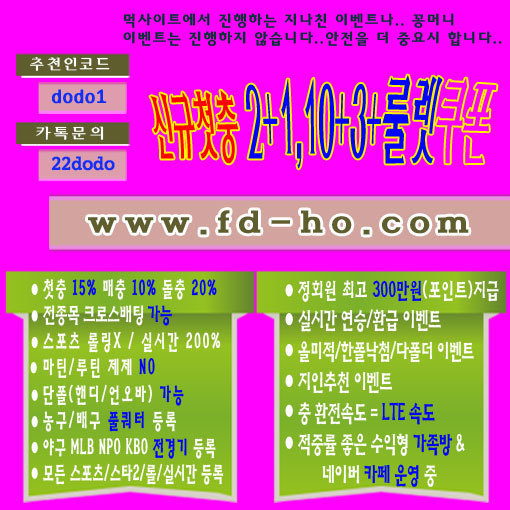 먹사이트에서 진행하는 지나친 이벤트나.. 꽁머니
이벤트는 진행하지 않습니다..안전을 더 중요시 합니다..
추천인코드
dodo1
카톡문의
22dodo
신규첫충 2+1,10+3+룰렛쿠폰
www.fd-ho.com
● 첫충 15% 매충 10% 돌충 20%
● 전종목 크로스배팅 가능
● 스포츠 롤링X / 실시간 200%
● 마틴/루틴 제제 NO
● 단폴(핸디/언오바) 가능
● 농구/배구 풀쿼터 등록
● 야구 MLB NPO KBO 전경기 등록
● 모든 스포츠/스타2/롤/실시간 등록
● 정회원 최고 300만원(포인트)지급
● 실시간 연승/환급 이벤트
● 올미적/한폴낙첨/다폴더 이벤트
● 지인추천 이벤트
● 충 환전속도 = LTE 속도
● 적중률 좋은 수익형 가족방 &
네이버 카페 운영 중